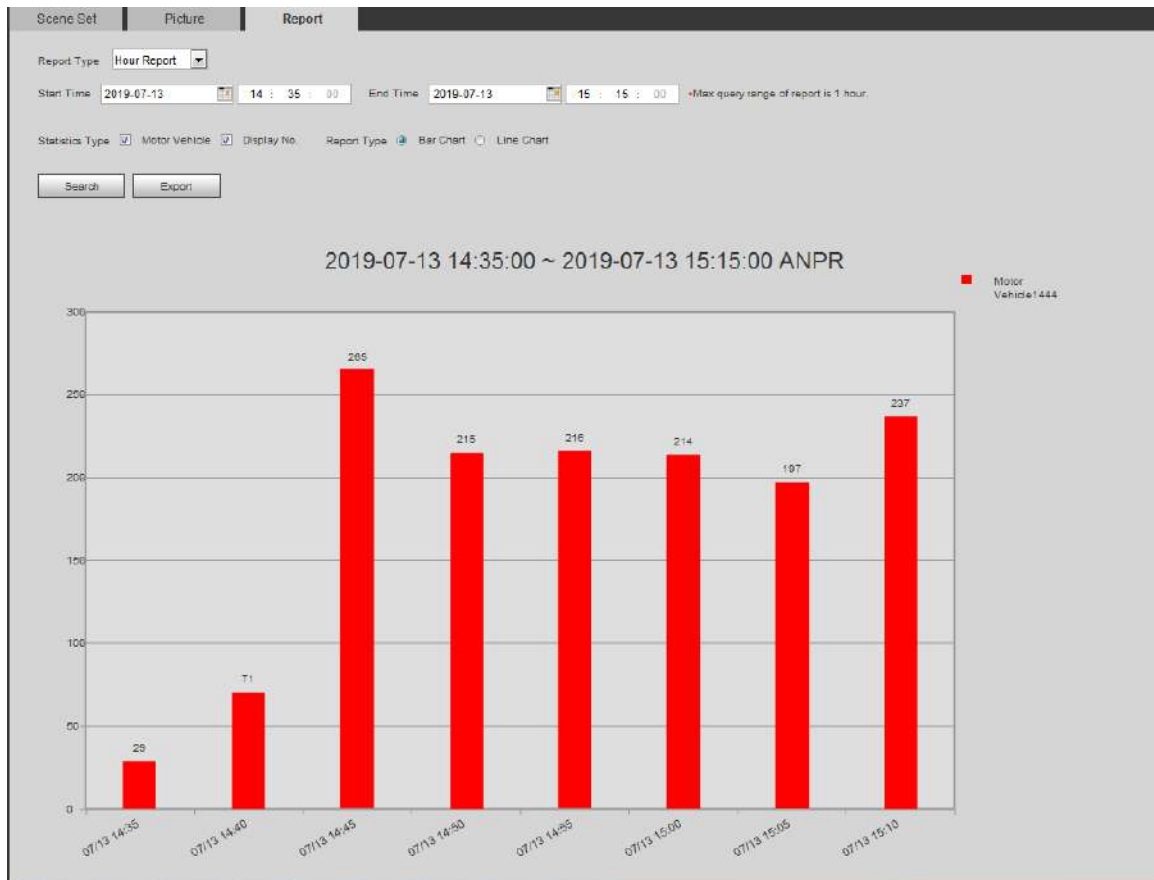 Scene Set Picture Report
Report Type Hour Report
Start Time 2019-07-13 14 : 35 : 00 End Time 2019-07-13 15 : 15 : 00 *Max query range of report is 1 hour.
Statistics Type Motor Vehicle Display No. Report Type Bar Chart Line Chart
Search Export
2019-07-13 14:35:00 ~ 2019-07-13 15:15:00 ANPR
Motor
Vehicle1444
300
265
250
237
215
216
214
200
197
150
100
71
50
29
0
07/13 14:35 07/13 14:40 07/13 14:45 07/13 14:50 07/13 14:55 07/13 15:00 07/13 15:05 07/13 15:10